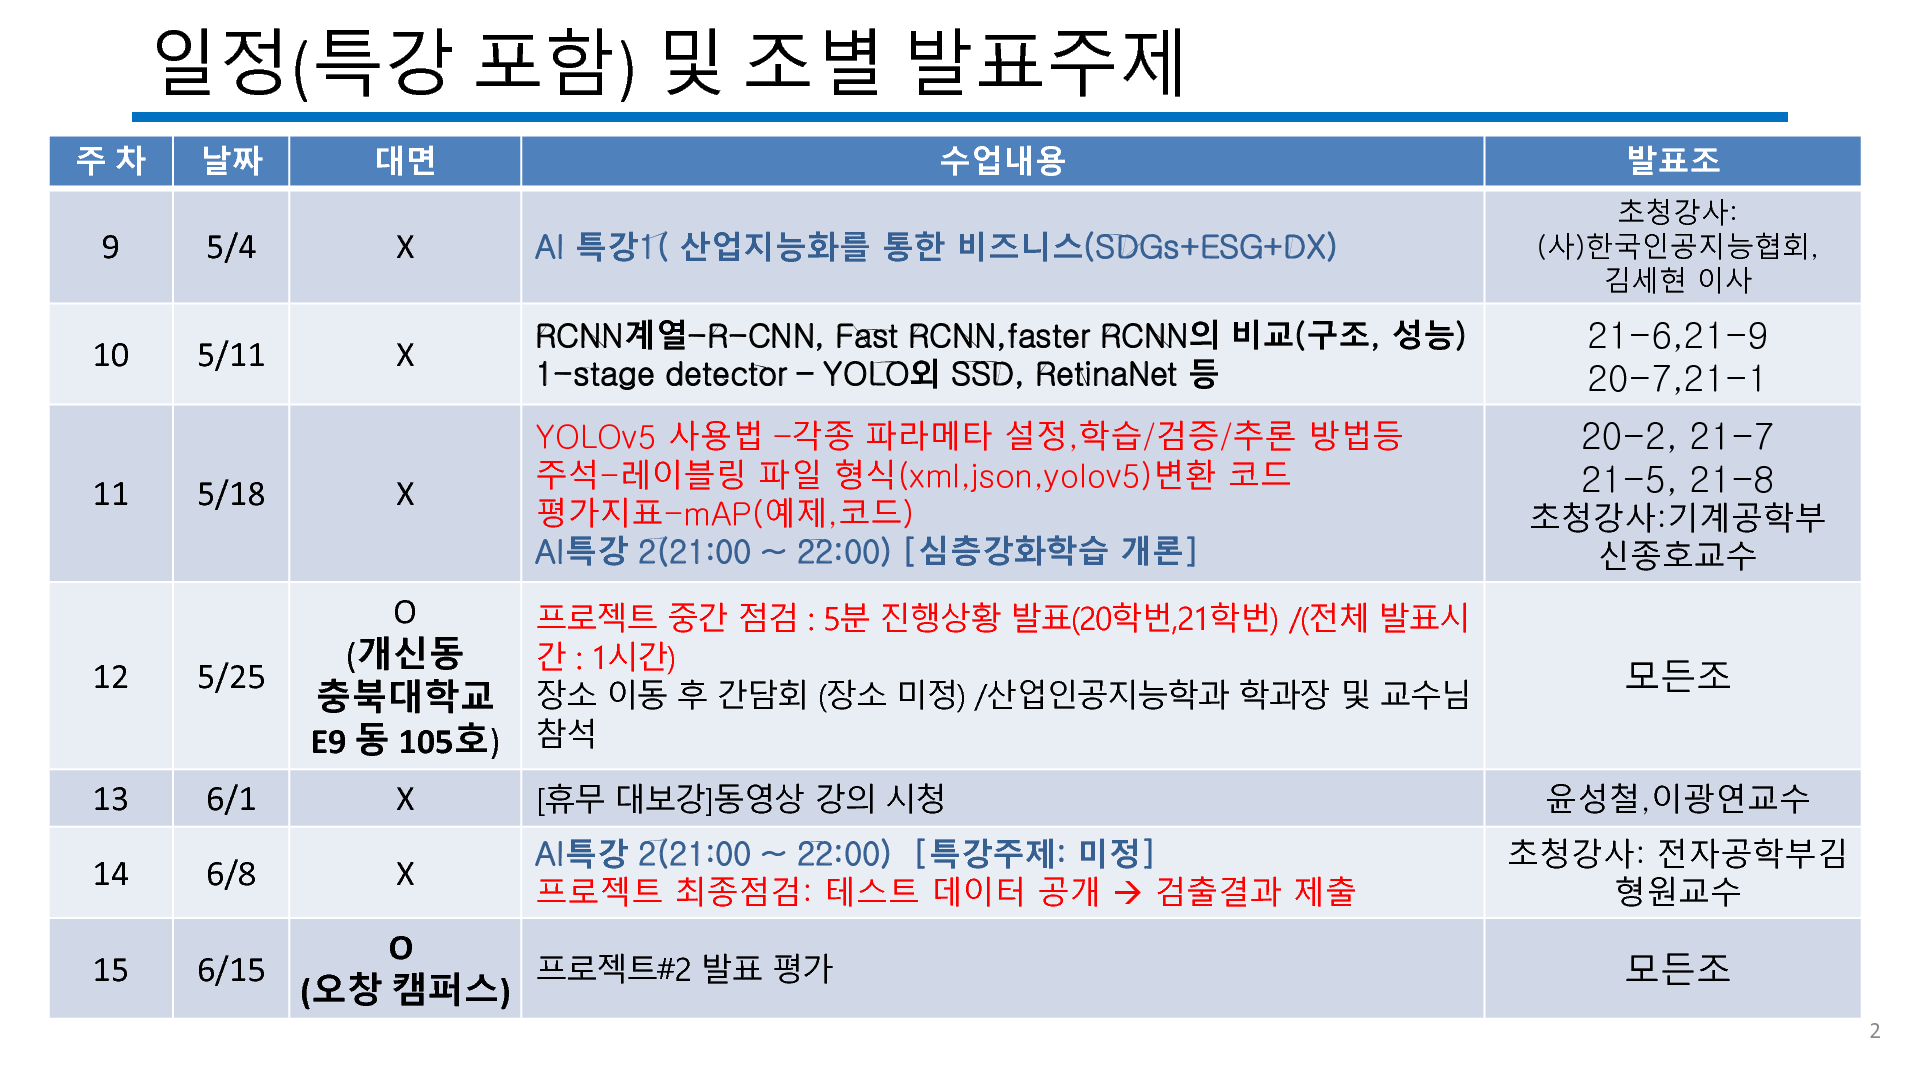 일정(특강 포함) 및 조별 발표주제
주 차 날짜 대면 수업내용 발표조
9 5/4 X AI 특강1( 산업지능화를 통한 비즈니스(SDGs+ESG+DX)
초청강사:
(사)한국인공지능협회,
김세현 이사
10 5/11 X
RCNN계열-R-CNN, Fast RCNN,faster RCNN의 비교(구조, 성능)
1-stage detector – YOLO외 SSD, RetinaNet 등
21-6,21-9
20-7,21-1
11 5/18 X
YOLOv5 사용법 –각종 파라메타 설정,학습/검증/추론 방법등
주석-레이블링 파일 형식(xml,json,yolov5)변환 코드
평가지표-mAP(예제,코드)
AI특강 2(21:00 ~ 22:00) [심층강화학습 개론]
20-2, 21-7
21-5, 21-8
초청강사:기계공학부
신종호교수
12 5/25
O
(개신동
충북대학교
E9 동 105호)
프로젝트 중간 점검 : 5분 진행상황 발표(20학번,21학번) /(전체 발표시
간 : 1시간)
장소 이동 후 간담회 (장소 미정) /산업인공지능학과 학과장 및 교수님
참석
모든조
13 6/1 X [휴무 대보강]동영상 강의 시청 윤성철,이광연교수
14 6/8 X
AI특강 2(21:00 ~ 22:00) [특강주제: 미정]
프로젝트 최종점검: 테스트 데이터 공개 → 검출결과 제출
초청강사: 전자공학부김
형원교수
15 6/15
O
(오창 캠퍼스)
프로젝트#2 발표 평가
모든조
2